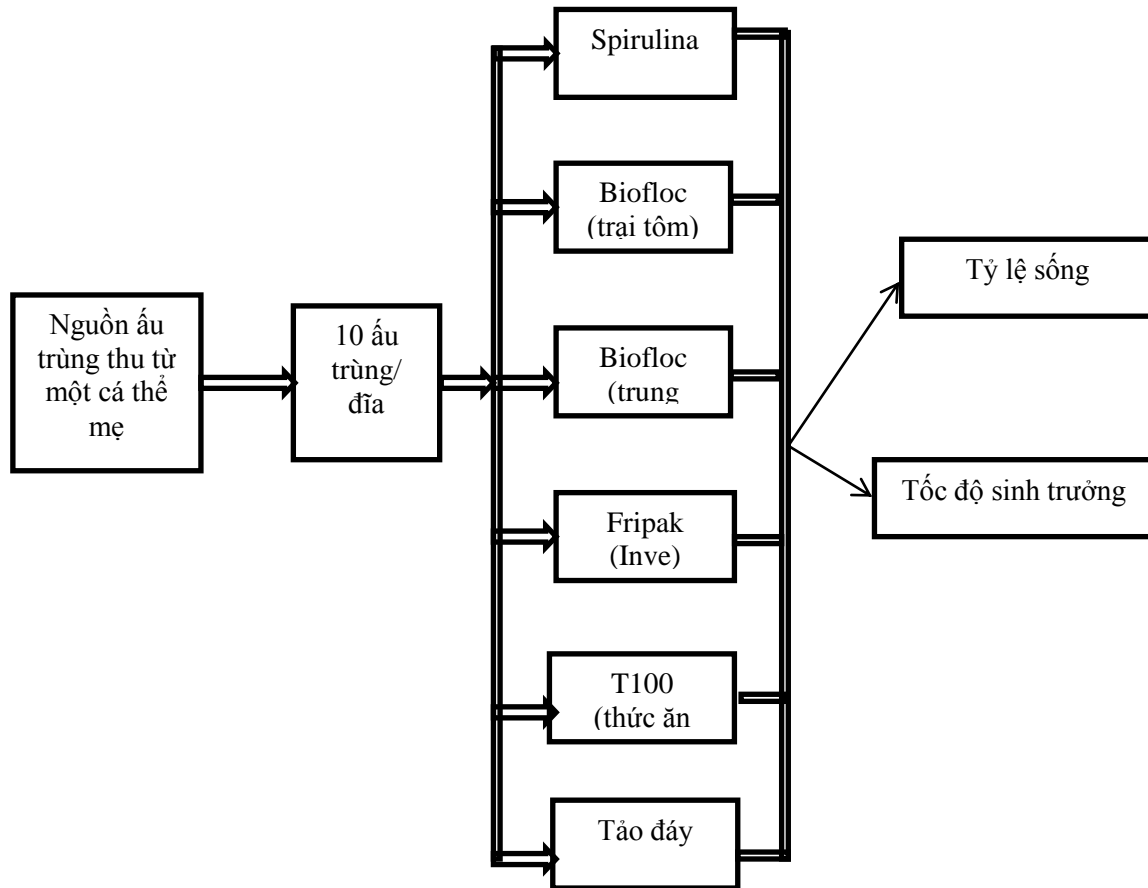 Nguồn ấu
trùng thu từ
một cá thể
mẹ
10 ấu
trùng/
đĩa
Spirulina
Biofloc
(trại tôm)
Biofloc
(trung
Fripak
(Inve)
T100
(thức ăn
Tảo đáy
Tỷ lệ sống
Tốc độ sinh trưởng